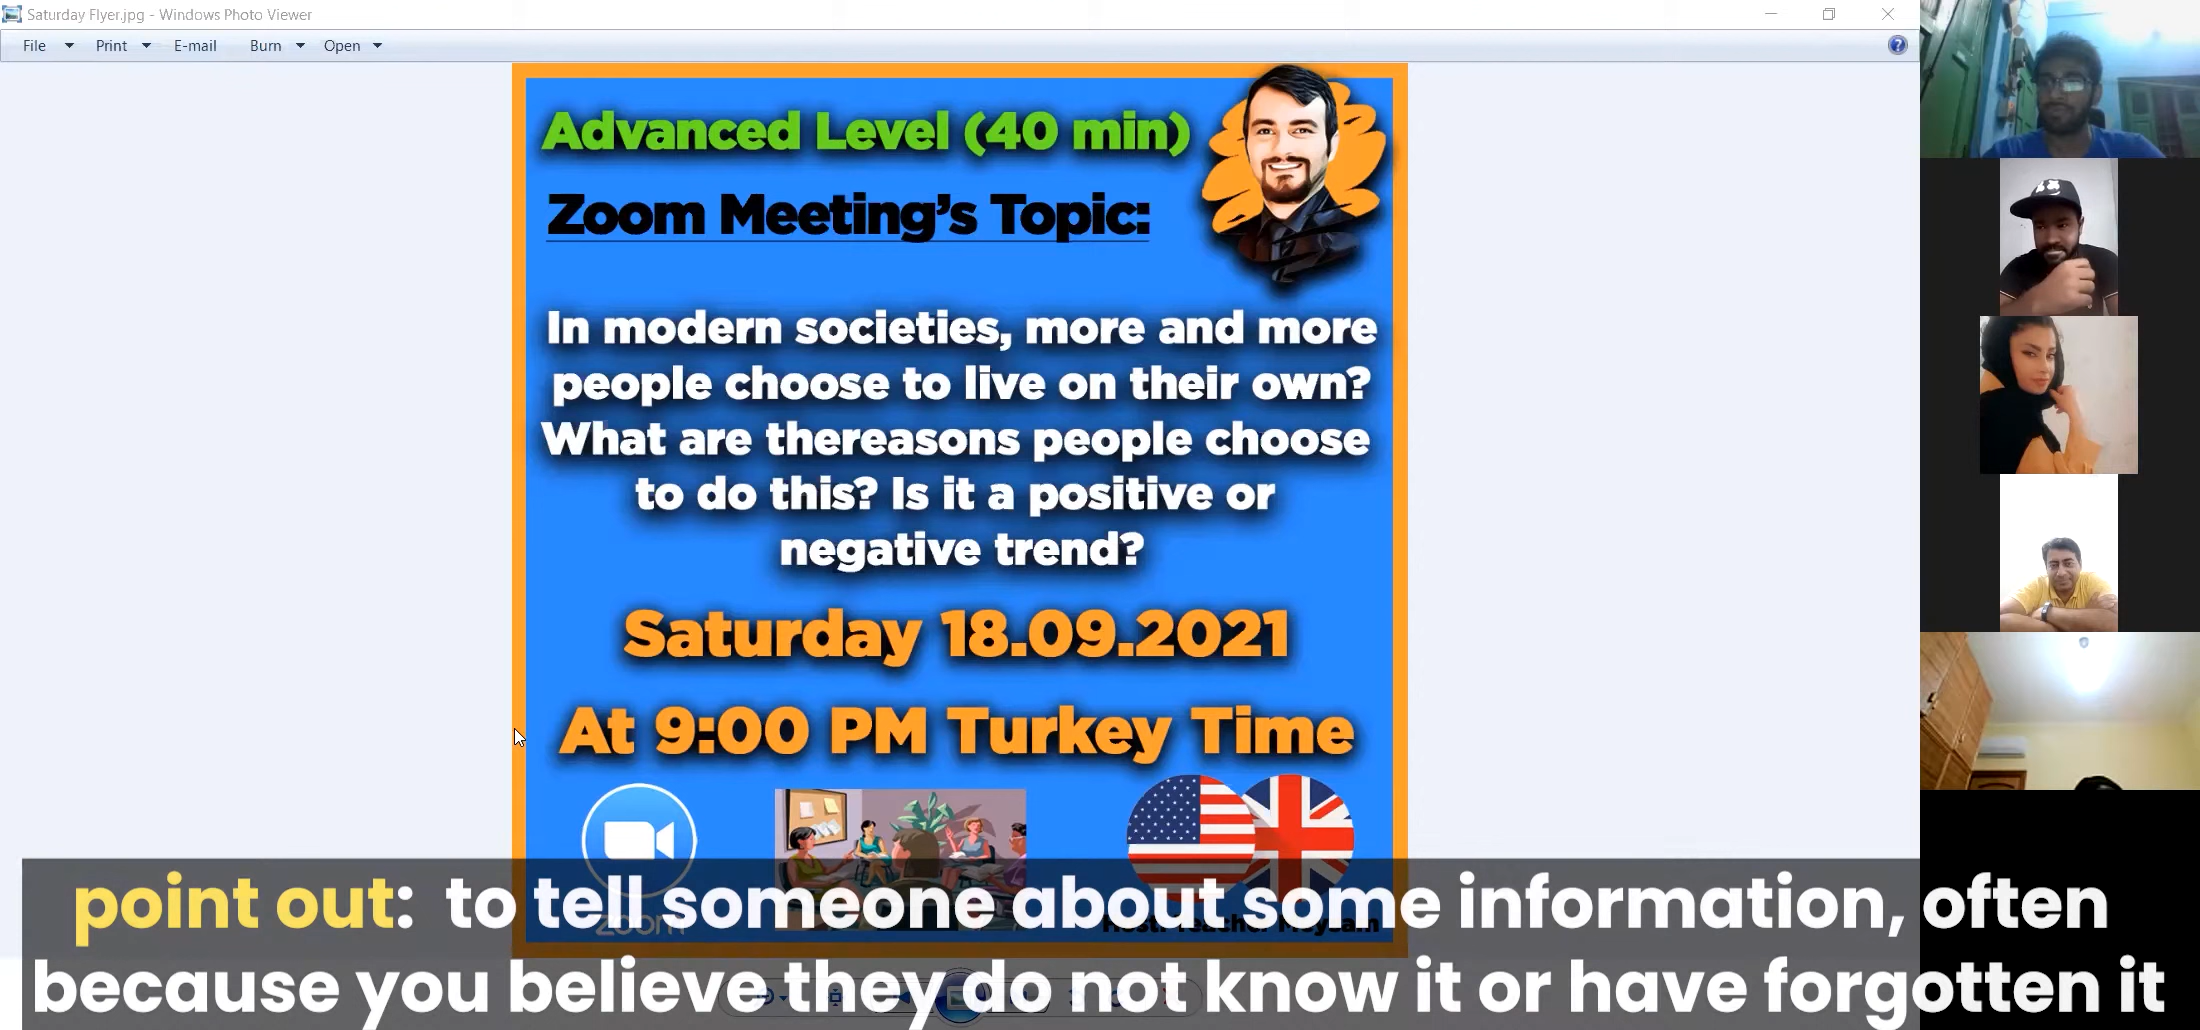 Saturday Flyer.jpg - Windows Photo Viewer
File Print E-mail Burn Open
Advanced Level (40 min)
Zoom Meeting's Topic:
In modern societies, more and more
people choose to live on their own?
What are thereasons people choose
to do this? Is it a positive or
negative trend?
Saturday 18.09.2021
At 9:00 PM Turkey Time
zoom
Host: Teacher Meysam
point out: to tell someone about some information, often
because you believe they do not know it or have forgotten it